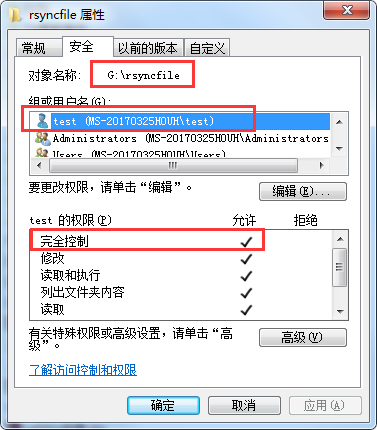 rsyncfile 属性
常规 安全 以前的版本 自定义
对象名称: G:\rsyncfile
组或用户名(G):
test (MS-20170325HOVH\test)
Administrators (MS-20170325HOVH\Administra
Users (MS-20170325HOVH\Users)
要更改权限，请单击“编辑”。 编辑(E)...
test 的权限(P) 允许 拒绝
完全控制
修改
读取和执行
列出文件夹内容
读取
有关特殊权限或高级设置，请单击“高
级”。
高级(V)
了解访问控制和权限
确定 取消 应用(A)